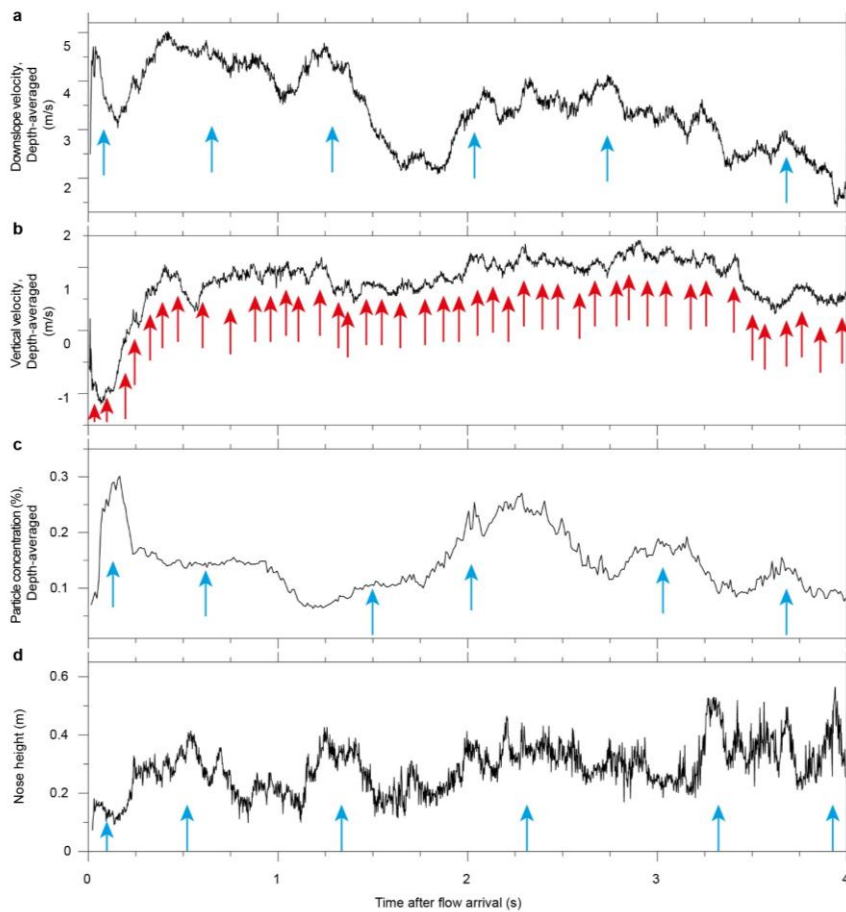 a
5
4
3
2
Downslope velocity,
Depth-averaged
(m/s)
b
2
1
0
-1
Vertical velocity,
Depth-averaged
(m/s)
c
0.3
0.2
0.1
Particle concentration (%),
Depth-averaged
d
0.6
0.4
0.2
0
Nose height (m)
0 1 2 3 4
Time after flow arrival (s)